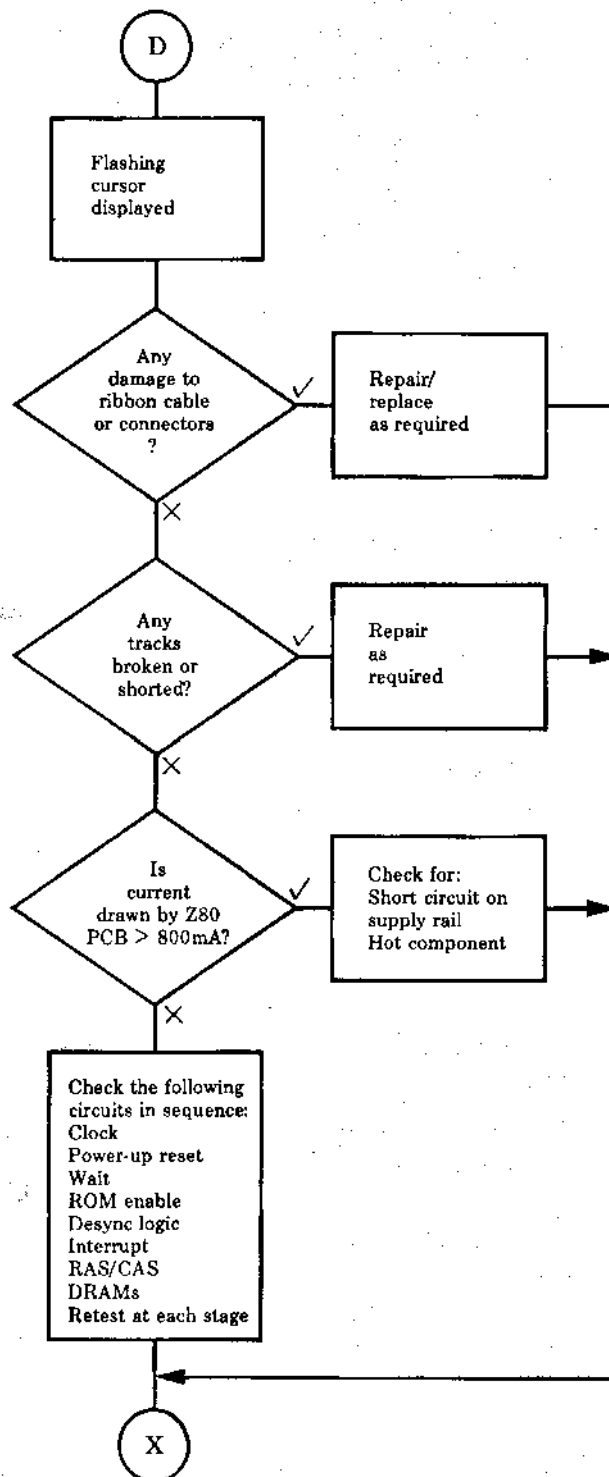 D
Flashing
cursor
displayed
Any
damage to
ribbon cable
or connectors
?
✓
Repair/
replace
as required
×
Any
tracks
broken or
shorted?
✓
Repair
as
required
×
Is
current
drawn by Z80
PCB > 800mA?
✓
Check for:
Short circuit on
supply rail
Hot component
×
Check the following
circuits in sequence:
Clock
Power-up reset
Wait
ROM enable
Desync logic
Interrupt
RAS/CAS
DRAMs
Retest at each stage
X